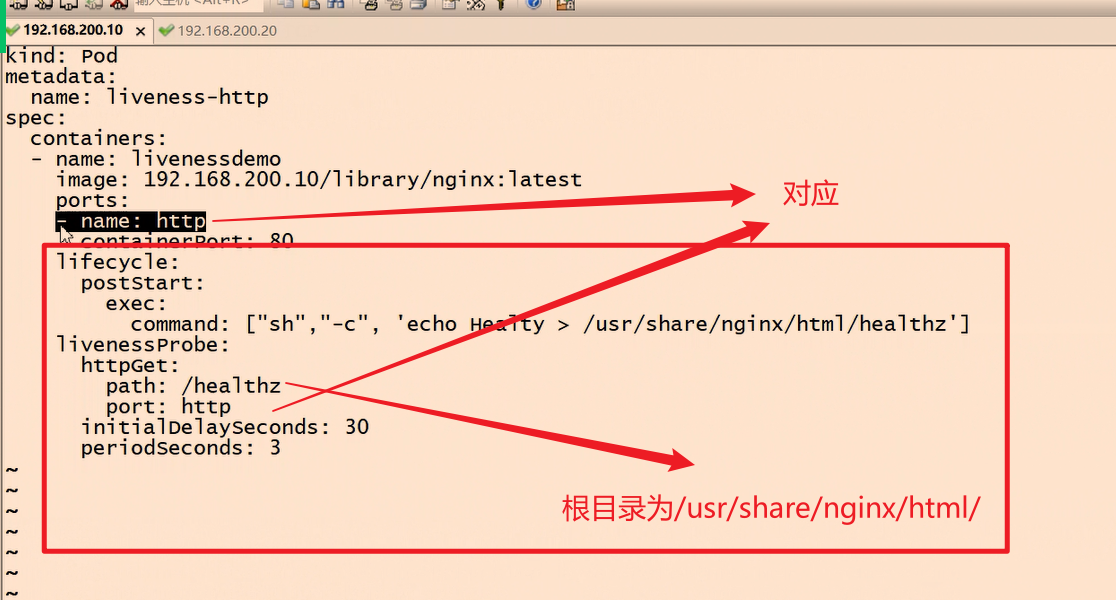 输入主机 <Alt+R>
192.168.200.10
192.168.200.20
kind: Pod
metadata:
  name: liveness-http
spec:
  containers:
  - name: livenessdemo
    image: 192.168.200.10/library/nginx:latest
    ports:
    - name: http
      containerPort: 80
    lifecycle:
      postStart:
        exec:
          command: ["sh","-c", 'echo Healty > /usr/share/nginx/html/healthz']
    livenessProbe:
      httpGet:
        path: /healthz
        port: http
      initialDelaySeconds: 30
      periodSeconds: 3
~
~
~
~
~
~
~
对应
根目录为/usr/share/nginx/html/